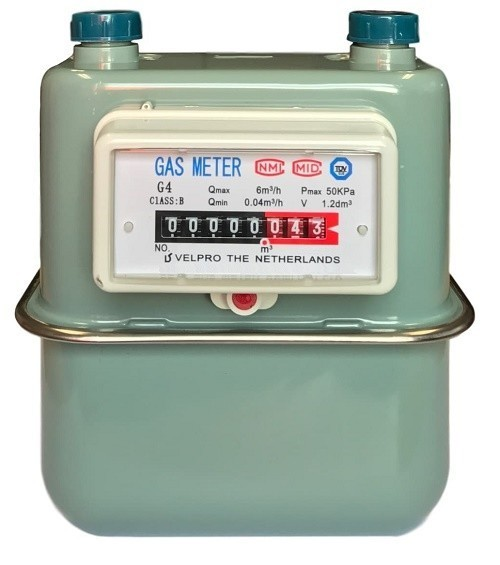 GAS METER NMi MID TÜV
G4 Qmax 6m³/h Pmax 50KPa
ClASS:B Qmin 0.04m³/h V 1.2dm³
00000043
NO. m³
VELPRO THE NETHERLANDS